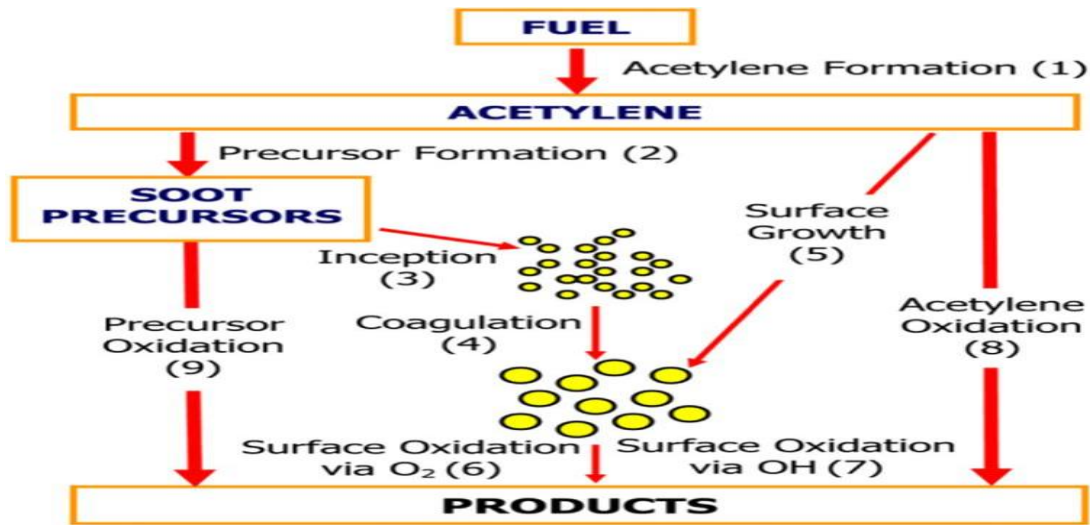 FUEL
Acetylene Formation (1)
ACETYLENE
Precursor Formation (2)
SOOT
PRECURSORS
Inception
(3)
Surface
Growth
(5)
Precursor
Oxidation
(9)
Coagulation
(4)
Acetylene
Oxidation
(8)
Surface Oxidation
via O₂ (6)
Surface Oxidation
via OH (7)
PRODUCTS